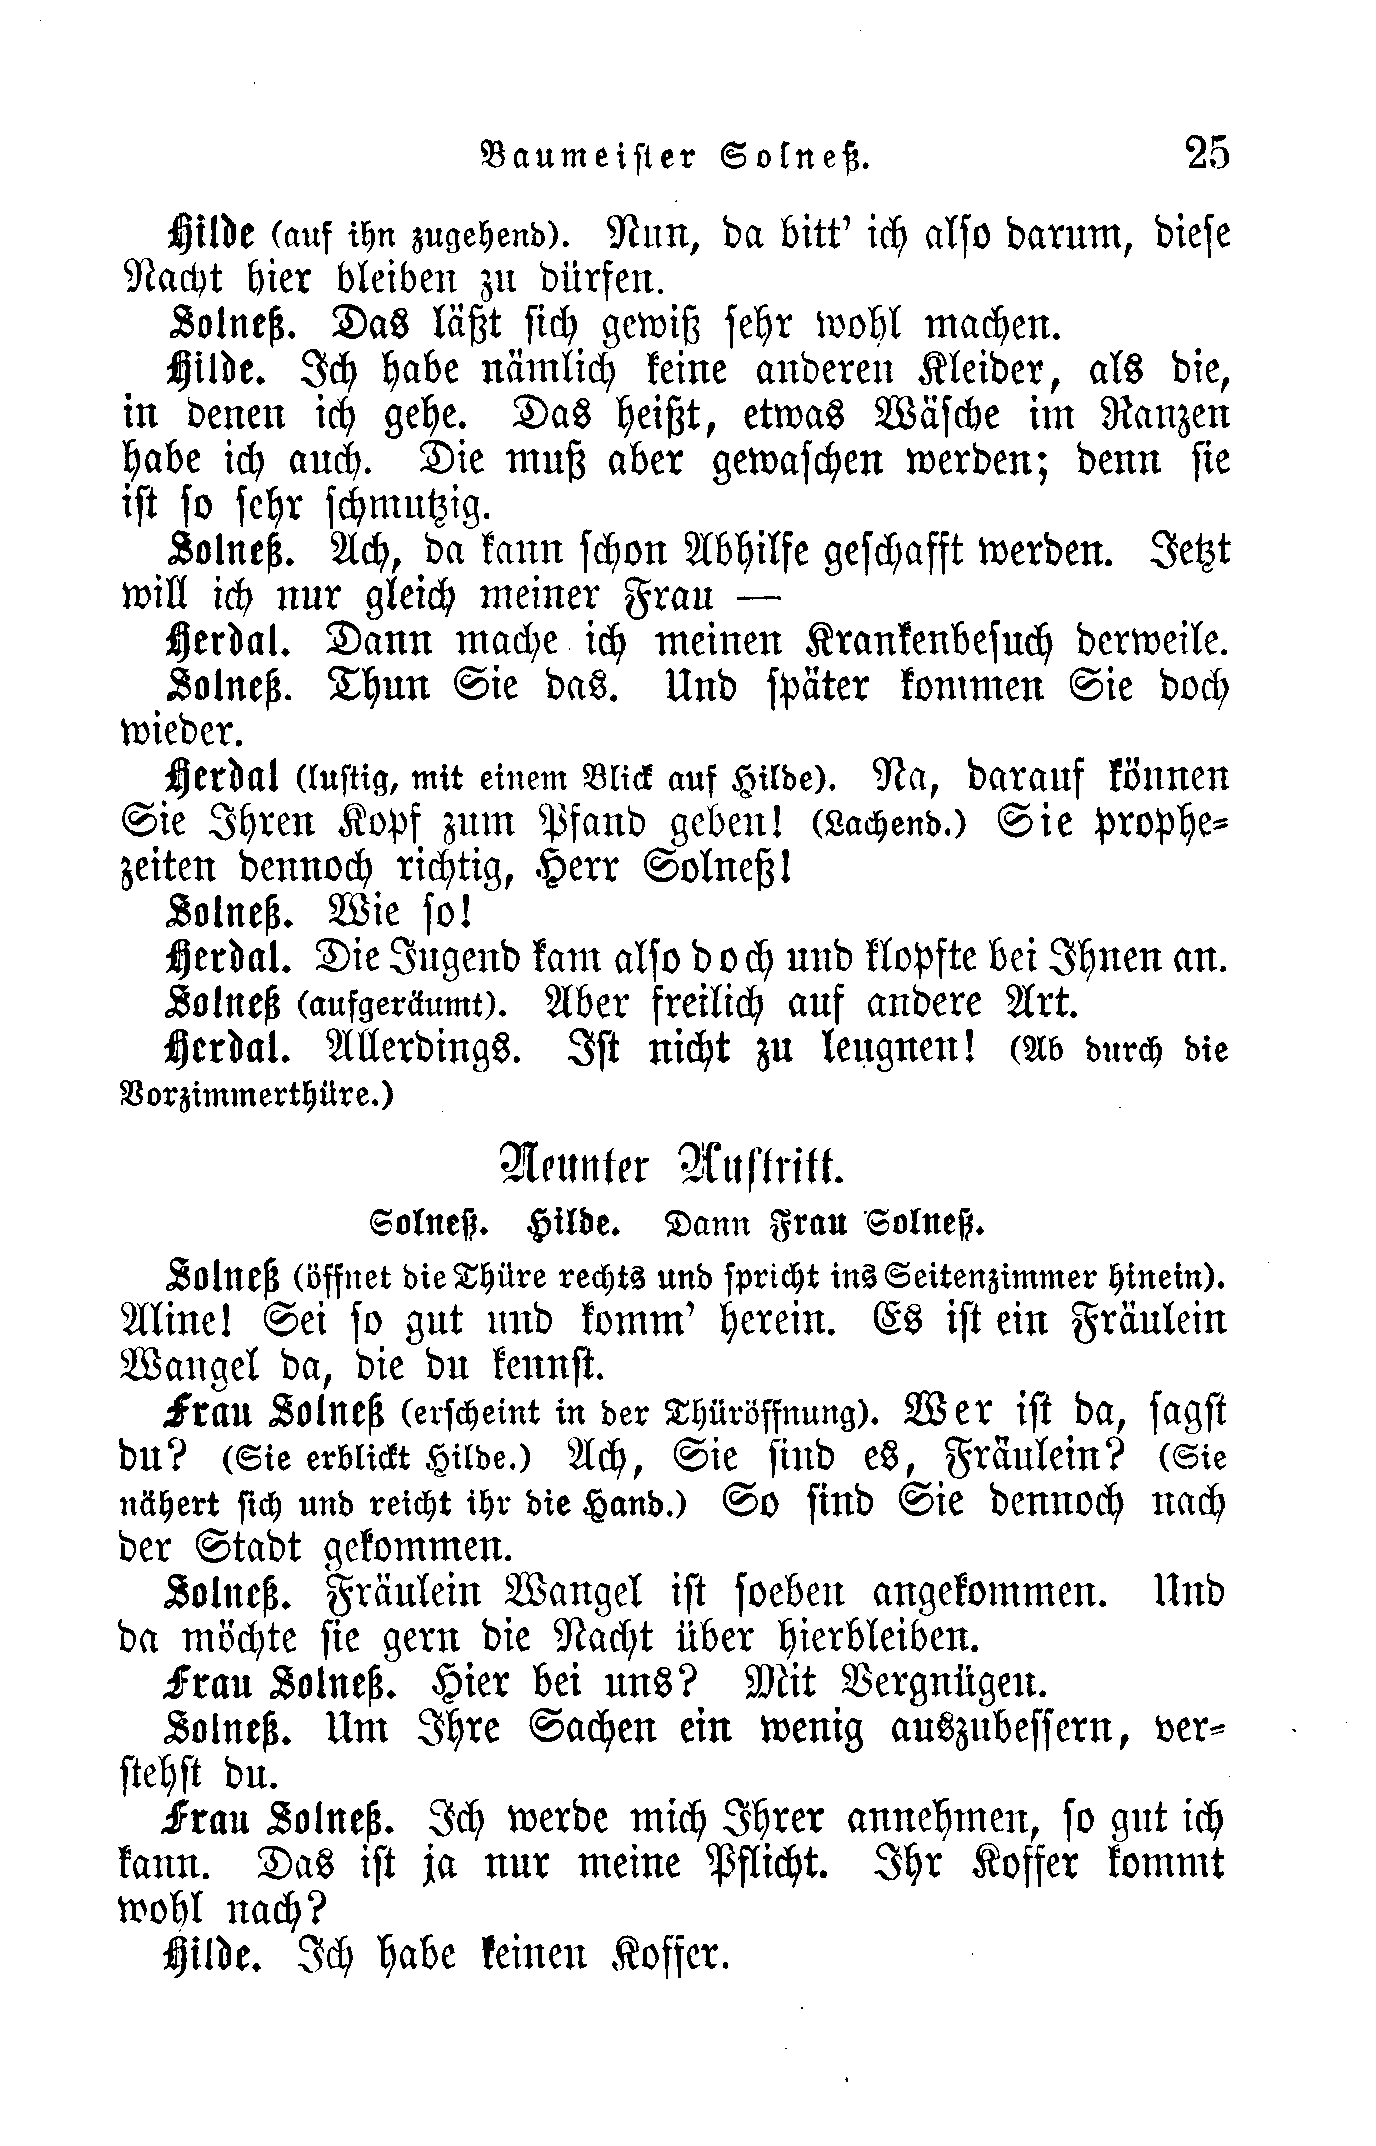 Baumeister Solneß. 25
Hilde (auf ihn zugehend). Nun, da bitt' ich also darum, diese
Nacht hier bleiben zu dürfen.
Solneß. Das läßt sich gewiß sehr wohl machen.
Hilde. Ich habe nämlich keine anderen Kleider, als die,
in denen ich gehe. Das heißt, etwas Wäsche im Ranzen
habe ich auch. Die muß aber gewaschen werden; denn sie
ist so sehr schmutzig.
Solneß. Ach, da kann schon Abhilfe geschafft werden. Jetzt
will ich nur gleich meiner Frau —
Herdal. Dann mache ich meinen Krankenbesuch derweile.
Solneß. Thun Sie das. Und später kommen Sie doch
wieder.
Herdal (lustig, mit einem Blick auf Hilde). Na, darauf können
Sie Ihren Kopf zum Pfand geben! (Lachend.) Sie prophe-
zeiten dennoch richtig, Herr Solneß!
Solneß. Wie so!
Herdal. Die Jugend kam also doch und klopfte bei Ihnen an.
Solneß (aufgeräumt). Aber freilich auf andere Art.
Herdal. Allerdings. Ist nicht zu leugnen! (Ab durch die
Vorzimmerthüre.)
Neunter Auftritt.
Solneß. Hilde. Dann Frau Solneß.
Solneß (öffnet die Thüre rechts und spricht ins Seitenzimmer hinein).
Aline! Sei so gut und komm' herein. Es ist ein Fräulein
Wangel da, die du kennst.
Frau Solneß (erscheint in der Thüröffnung). Wer ist da, sagst
du? (Sie erblickt Hilde.) Ach, Sie sind es, Fräulein? (Sie
nähert sich und reicht ihr die Hand.) So sind Sie dennoch nach
der Stadt gekommen.
Solneß. Fräulein Wangel ist soeben angekommen. Und
da möchte sie gern die Nacht über hierbleiben.
Frau Solneß. Hier bei uns? Mit Vergnügen.
Solneß. Um Ihre Sachen ein wenig auszubessern, ver-
stehst du.
Frau Solneß. Ich werde mich Ihrer annehmen, so gut ich
kann. Das ist ja nur meine Pflicht. Ihr Koffer kommt
wohl nach?
Hilde. Ich habe keinen Koffer.